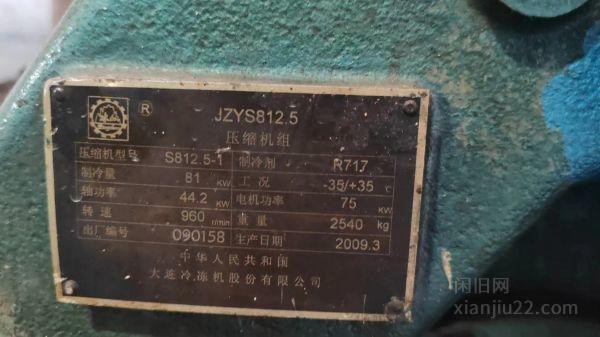 ® JZYS812.5
压缩机组
压缩机型号 S812.5-1 制冷剂 R717
制冷量 81 KW 工况 -35/+35 ℃
轴功率 44.2 KW 电机功率 75 KW
转速 960 r/min 重量 2540 kg
出厂编号 090158 生产日期 2009.3
中华人民共和国
大连冷冻机股份有限公司
闲旧网
xianjiu22.com